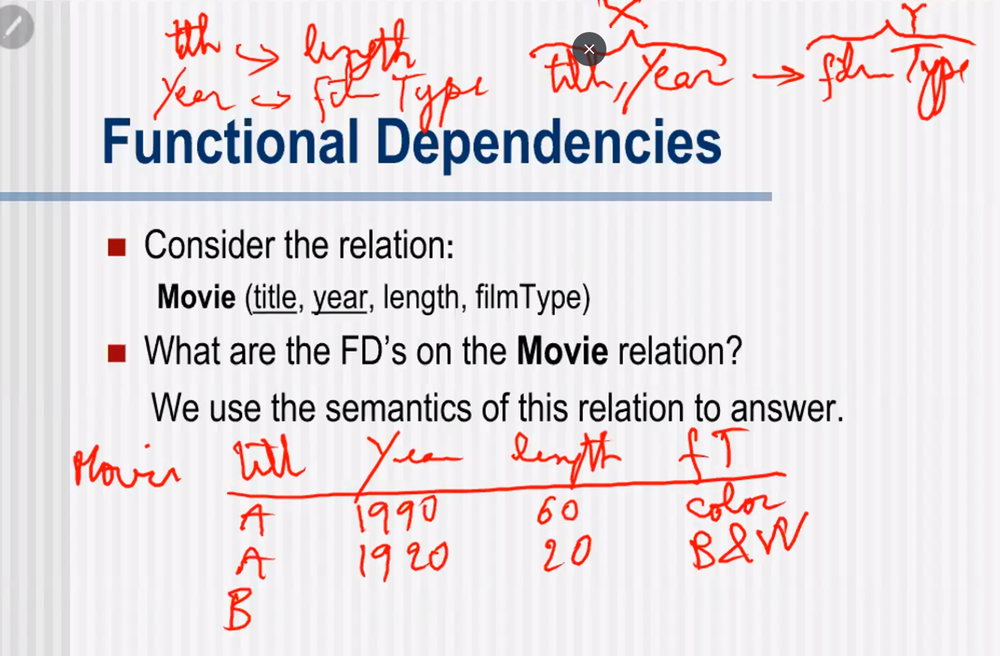 X
Y
title → length
title, Year → film Type
Year → film Type
Functional Dependencies
Consider the relation:
Movie (title, year, length, filmType)
What are the FD's on the Movie relation?
We use the semantics of this relation to answer.
Movie title Year length fT
A 1990 60 color
A 1920 20 B&W
B